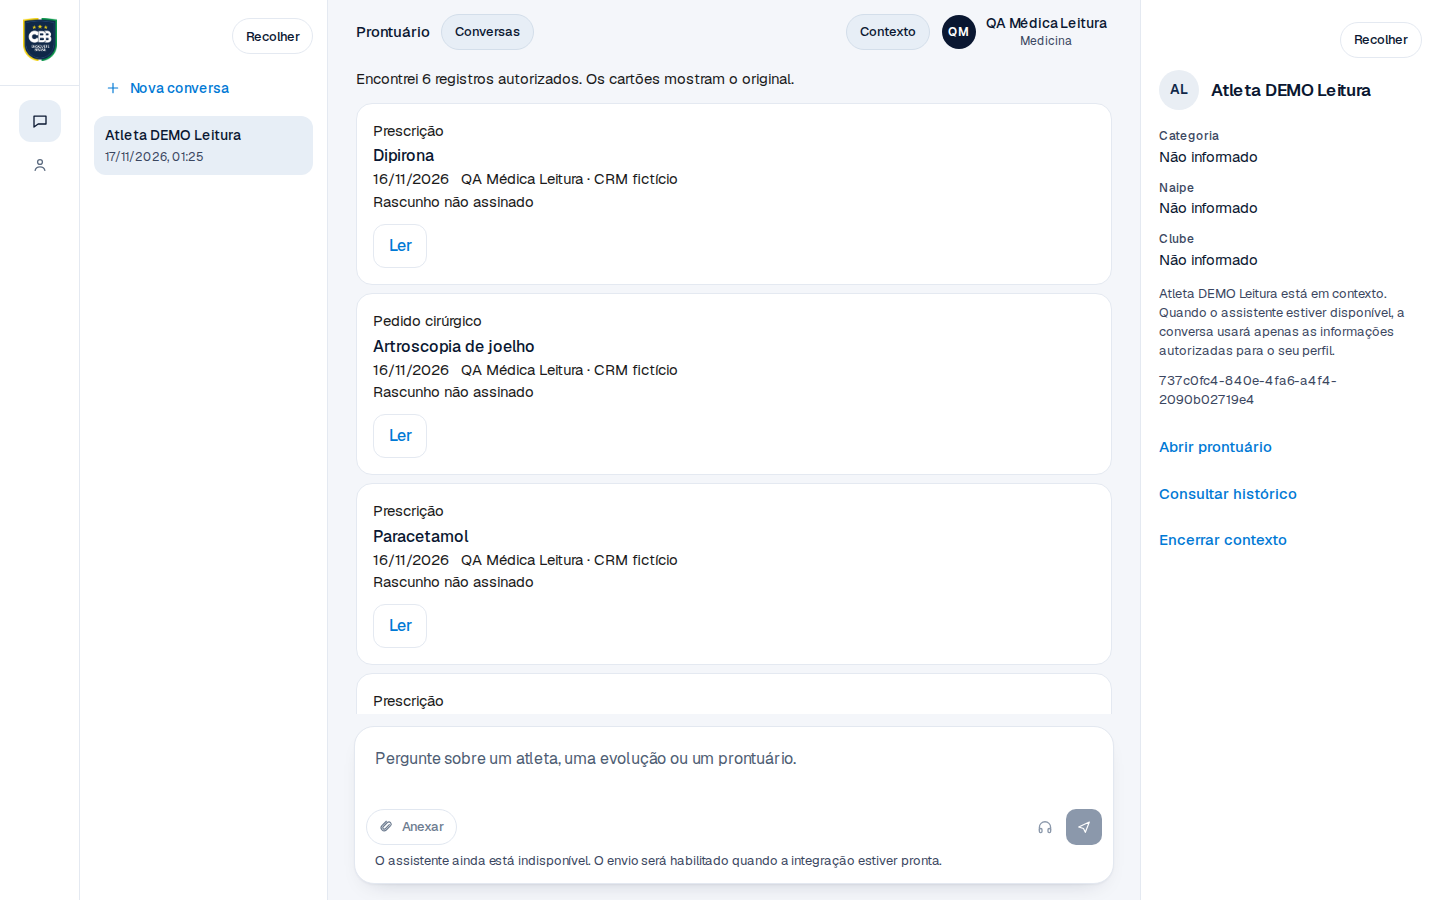 CBB
Recolher
Nova conversa
Atleta DEMO Leitura
17/11/2026, 01:25
Prontuário
Conversas
Contexto
QM
QA Médica Leitura
Medicina
Encontrei 6 registros autorizados. Os cartões mostram o original.
Prescrição
Dipirona
16/11/2026 QA Médica Leitura · CRM fictício
Rascunho não assinado
Ler
Pedido cirúrgico
Artroscopia de joelho
16/11/2026 QA Médica Leitura · CRM fictício
Rascunho não assinado
Ler
Prescrição
Paracetamol
16/11/2026 QA Médica Leitura · CRM fictício
Rascunho não assinado
Ler
Prescrição
Pergunte sobre um atleta, uma evolução ou um prontuário.
Anexar
O assistente ainda está indisponível. O envio será habilitado quando a integração estiver pronta.
Recolher
AL
Atleta DEMO Leitura
Categoria
Não informado
Naipe
Não informado
Clube
Não informado
Atleta DEMO Leitura está em contexto.
Quando o assistente estiver disponível, a
conversa usará apenas as informações
autorizadas para o seu perfil.
737c0fc4-840e-4fa6-a4f4-
2090b02719e4
Abrir prontuário
Consultar histórico
Encerrar contexto